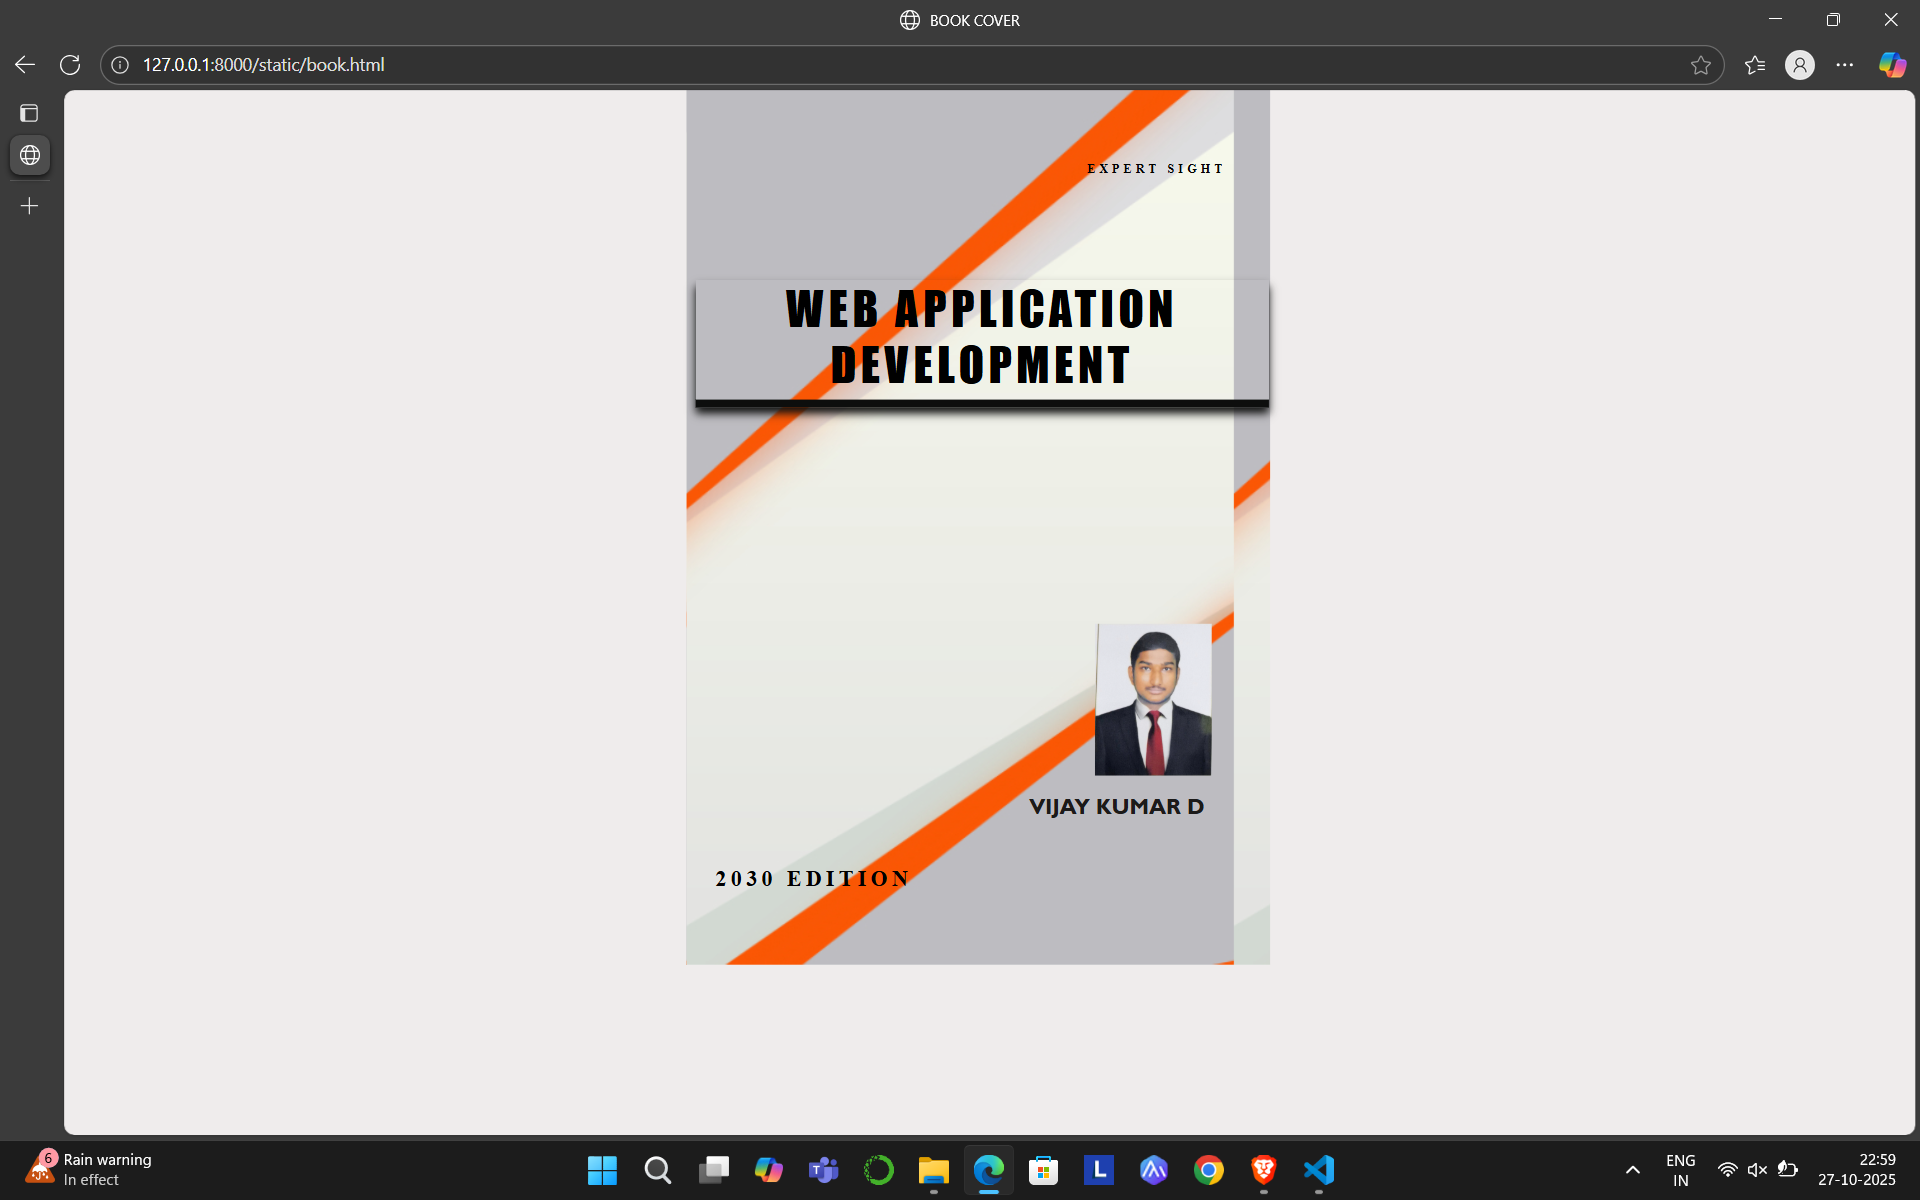 BOOK COVER
127.0.0.1:8000/static/book.html
EXPERT SIGHT
WEB APPLICATION
DEVELOPMENT
VIJAY KUMAR D
2030 EDITION
6
Rain warning
In effect
T
L
ENG
IN
22:59
27-10-2025